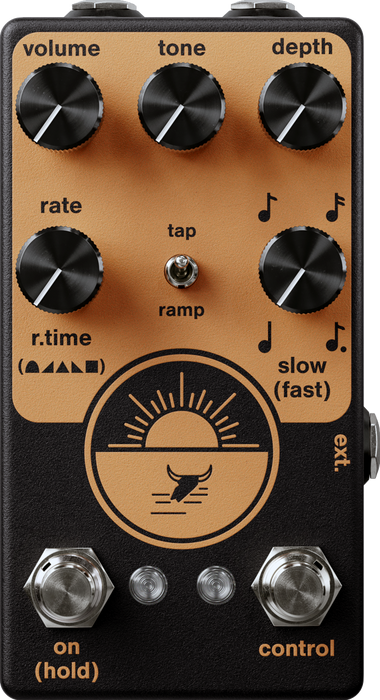 volume tone depth
rate
tap
ramp
r.time
slow
(fast)
ext.
on
(hold)
control